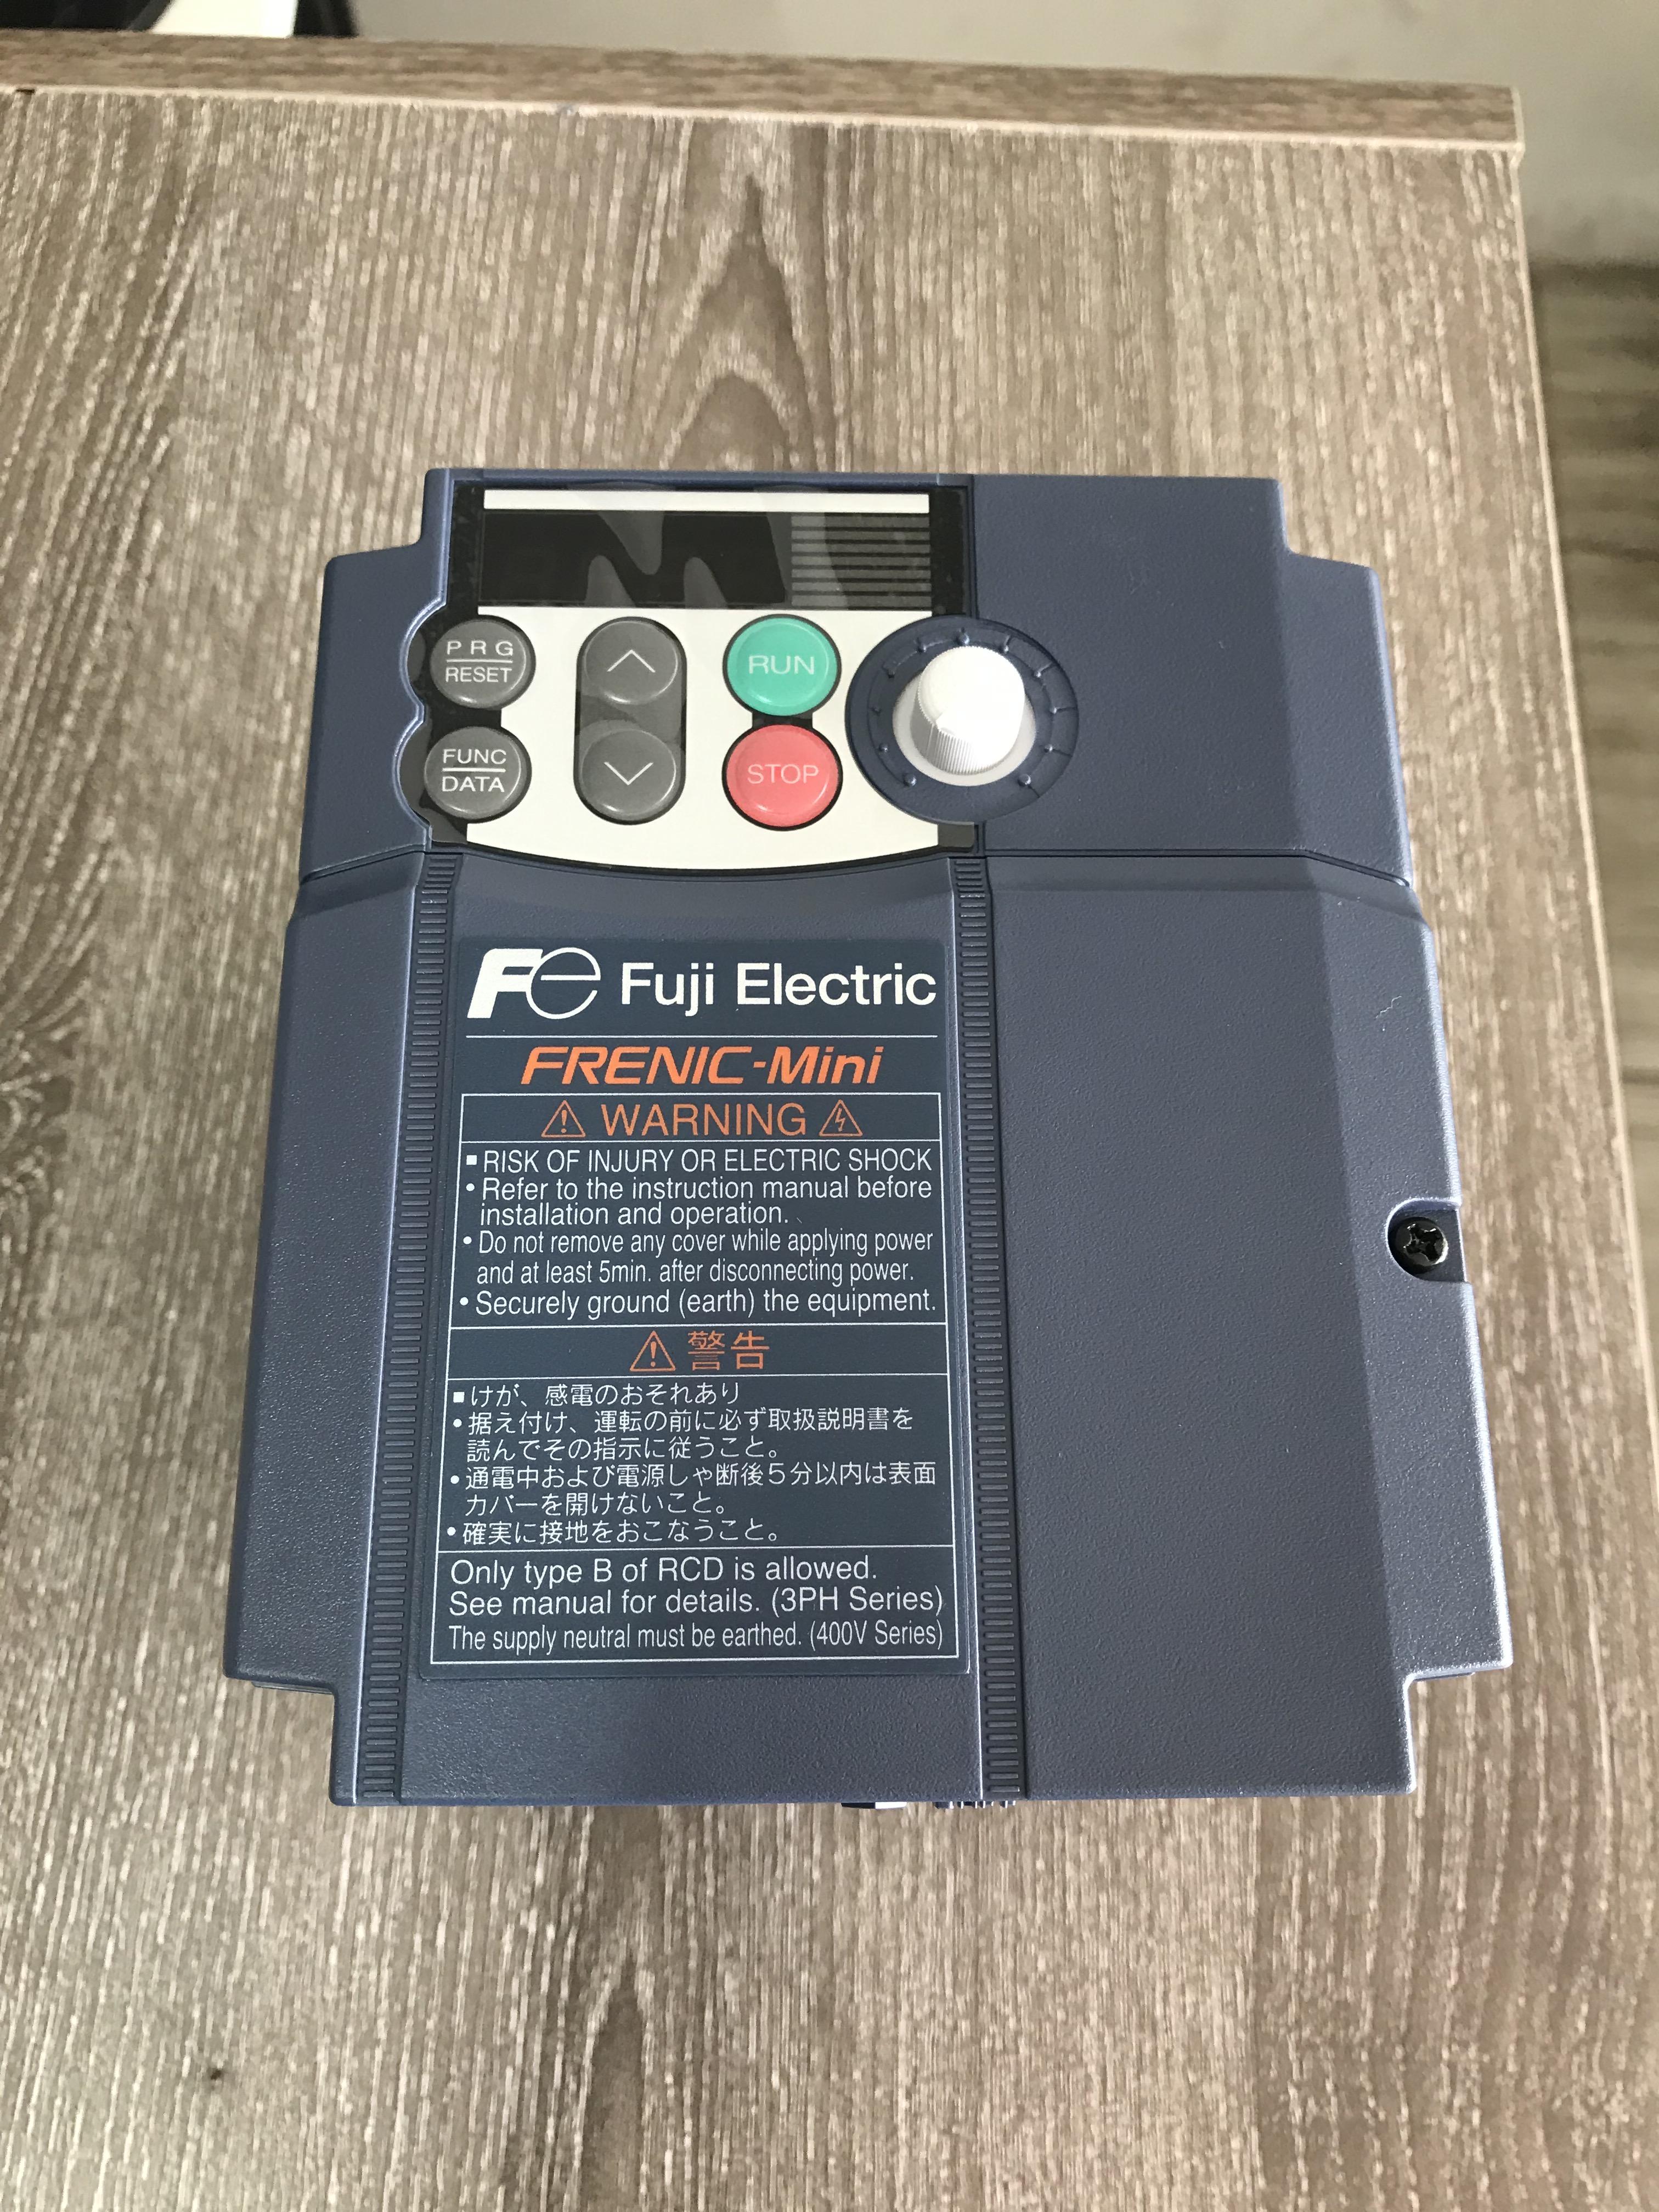 PRG
RESET
RUN
FUNC
DATA
STOP
Fe Fuji Electric
FRENIC-Mini
WARNING
■RISK OF INJURY OR ELECTRIC SHOCK
•Refer to the instruction manual before
installation and operation.
•Do not remove any cover while applying power
and at least 5min. after disconnecting power.
•Securely ground (earth) the equipment.
警告
■けが、感電のおそれあり
•据え付け、運転の前に必ず取扱説明書を
読んでその指示に従うこと。
•通電中および電源しゃ断後5分以内は表面
カバーを開けないこと。
•確実に接地をおこなうこと。
Only type B of RCD is allowed.
See manual for details. (3PH Series)
The supply neutral must be earthed. (400V Series)